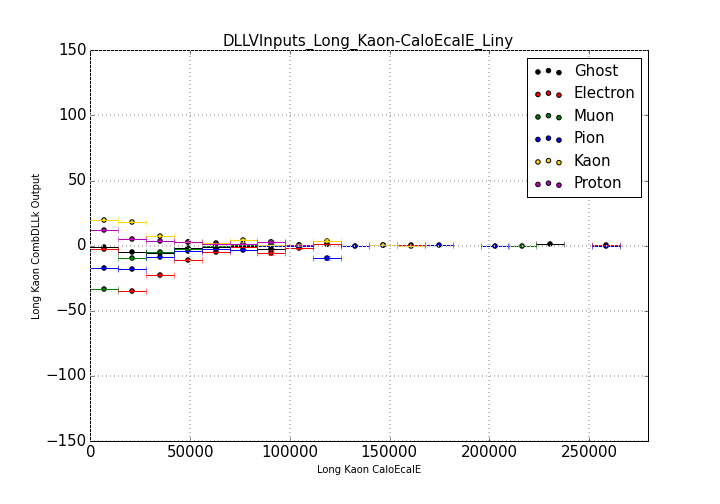 DLLVInputs_Long_Kaon-CaloEcalE_Liny
150
100
50
0
−50
−100
−150
Long Kaon CombDLLk Output
Ghost
Electron
Muon
Pion
Kaon
Proton
0 50000 100000 150000 200000 250000
Long Kaon CaloEcalE